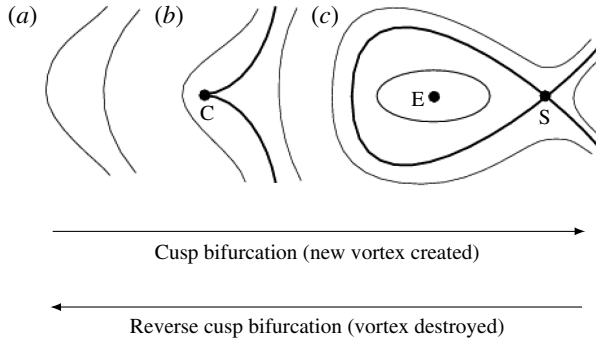 (a) (b) (c)
C
E
S
Cusp bifurcation (new vortex created)
Reverse cusp bifurcation (vortex destroyed)